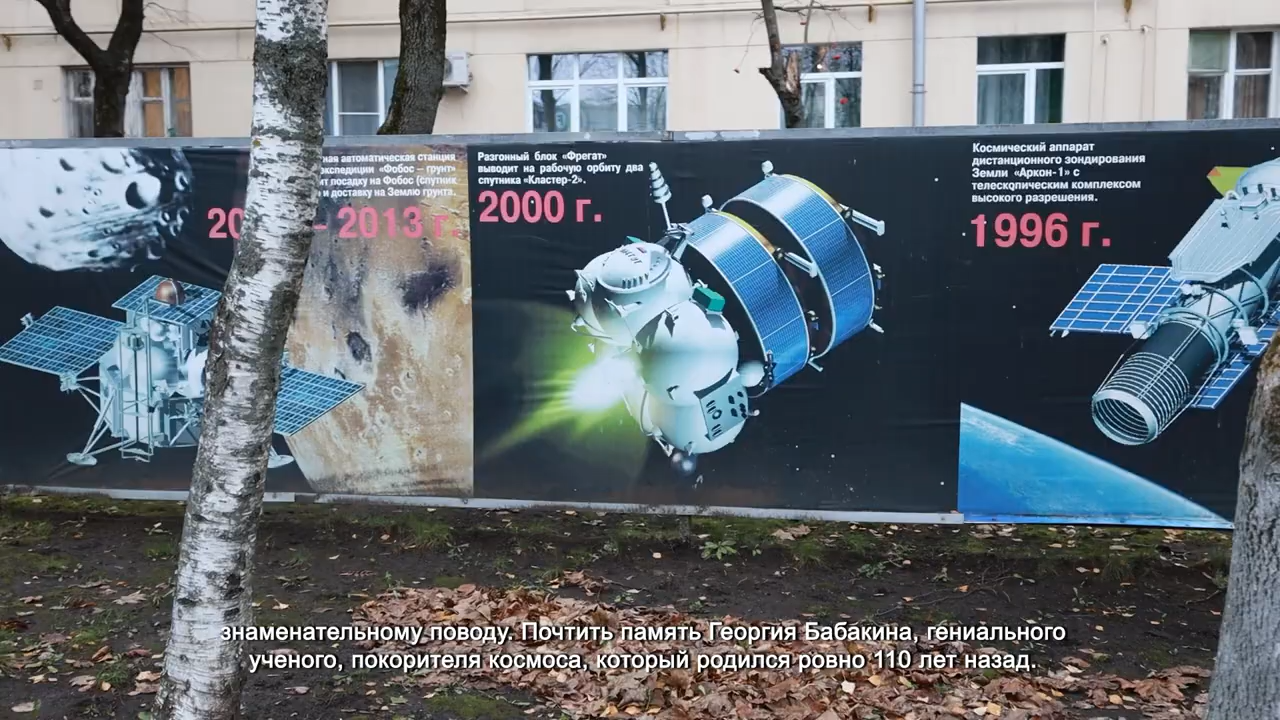 ная автоматическая станция
экспедиции «Фобос – грунт»
ит посадку на Фобос (спутник
и доставку на Землю грунта.
20 - 2013 г.
Разгонный блок «Фрегат»
выводит на рабочую орбиту два
спутника «Кластер-2».
2000 г.
Космический аппарат
дистанционного зондирования
Земли «Аркон-1» с
телескопическим комплексом
высокого разрешения.
1996 г.
знаменательному поводу. Почтить память Георгия Бабакина, гениального
ученого, покорителя космоса, который родился ровно 110 лет назад.